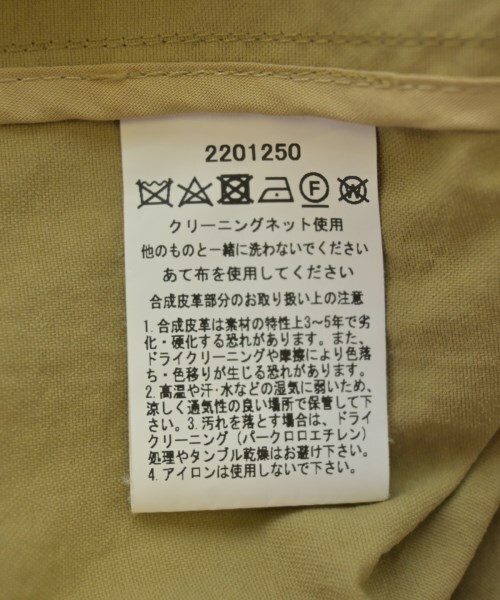 2201250
F W
クリーニングネット使用
他のものと一緒に洗わないでください
あて布を使用してください
合成皮革部分のお取り扱い上の注意
1. 合成皮革は素材の特性上3〜5年で劣
化・硬化する恐れがあります。また、
ドライクリーニングや摩擦により色落
ち・色移りが生じる恐れがあります。
2. 高温や汗・水などの湿気に弱いため、
涼しく通気性の良い場所で保管して下
さい。3. 汚れを落とす場合は、ドライ
クリーニング（パークロロエチレン）
処理やタンブル乾燥はお避け下さい。
4. アイロンは使用しないで下さい。